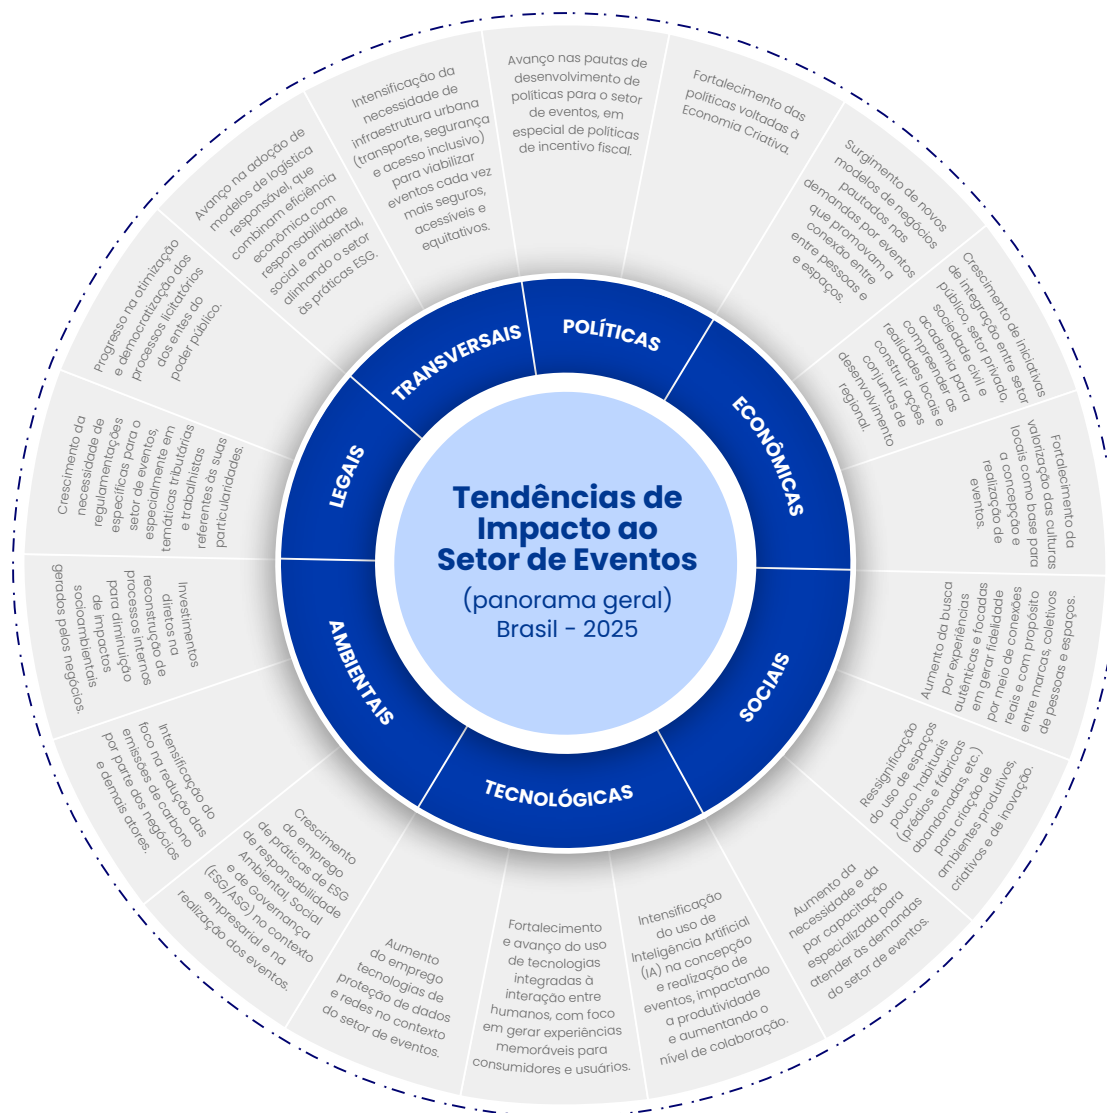 Tendências de
Impacto ao
Setor de Eventos
(panorama geral)
Brasil - 2025
POLÍTICAS
Avanço nas pautas de
desenvolvimento de
políticas para o setor
de eventos, em
especial de políticas
de incentivo fiscal.
Fortalecimento das
políticas voltadas à
Economia Criativa.
ECONÔMICAS
Surgimento de novos
modelos de negócios
pautados nas
demandas por eventos
que promovam a
conexão entre
pessoas e
entre pessoas e
e espaços.
Crescimento de iniciativas
de integração entre setor
público, setor privado,
sociedade civil e
academia para
compreender as
realidades locais e
construir ações
conjuntas de
desenvolvimento
regional.
Fortalecimento da
valorização das culturas
locais como base para
a concepção e
realização de
eventos.
SOCIAIS
Aumento da busca
por experiências
autênticas e focadas
em gerar fidelidade
por meio de conexões
reais e com propósito
entre marcas, coletivos
de pessoas e espaços.
Ressignificação
do uso de espaços
pouco habituais
(prédios e fábricas
abandonadas, etc.)
para criação de
ambientes produtivos,
criativos e de inovação.
Aumento da
necessidade e da
por capacitação
especializada para
atender às demandas
do setor de eventos.
TECNOLÓGICAS
Intensificação
do uso de
Inteligência Artificial
(IA) na concepção
e realização de
eventos, impactando
a produtividade
e aumentando o
nível de colaboração.
Fortalecimento
e avanço do uso
de tecnologias
integradas à
interação entre
humanos, com foco
em gerar experiências
memoráveis para
consumidores e usuários.
Aumento
do emprego
tecnologias de
proteção de dados
e redes no contexto
do setor de eventos.
AMBIENTAIS
Crescimento
do emprego
de práticas de ESG
de responsabilidade
Ambiental, Social
e de Governança
(ESG/ASG) no contexto
empresarial e na
realização dos eventos.
Intensificação do
foco na redução das
emissões de carbono
por parte dos negócios
e demais atores.
Investimentos
diretos na
reconstrução de
processos internos
para diminuição
de impactos
socioambientais
gerados pelos negócios.
LEGAIS
Crescimento da
necessidade de
regulamentações
específicas para o
setor de eventos,
especialmente em
temáticas tributárias
e trabalhistas
referentes às suas
particularidades.
Progresso na otimização
e democratização dos
processos licitatórios
dos entes do
poder público.
TRANSVERSAIS
Avanço na adoção de
modelos de logística
responsável, que
combinam eficiência
econômica com
responsabilidade
social e ambiental,
alinhando o setor
às práticas ESG.
Intensificação da
necessidade de
infraestrutura urbana
(transporte, segurança
e acesso inclusivo)
para viabilizar
eventos cada vez
mais seguros,
acessíveis e
equitativos.